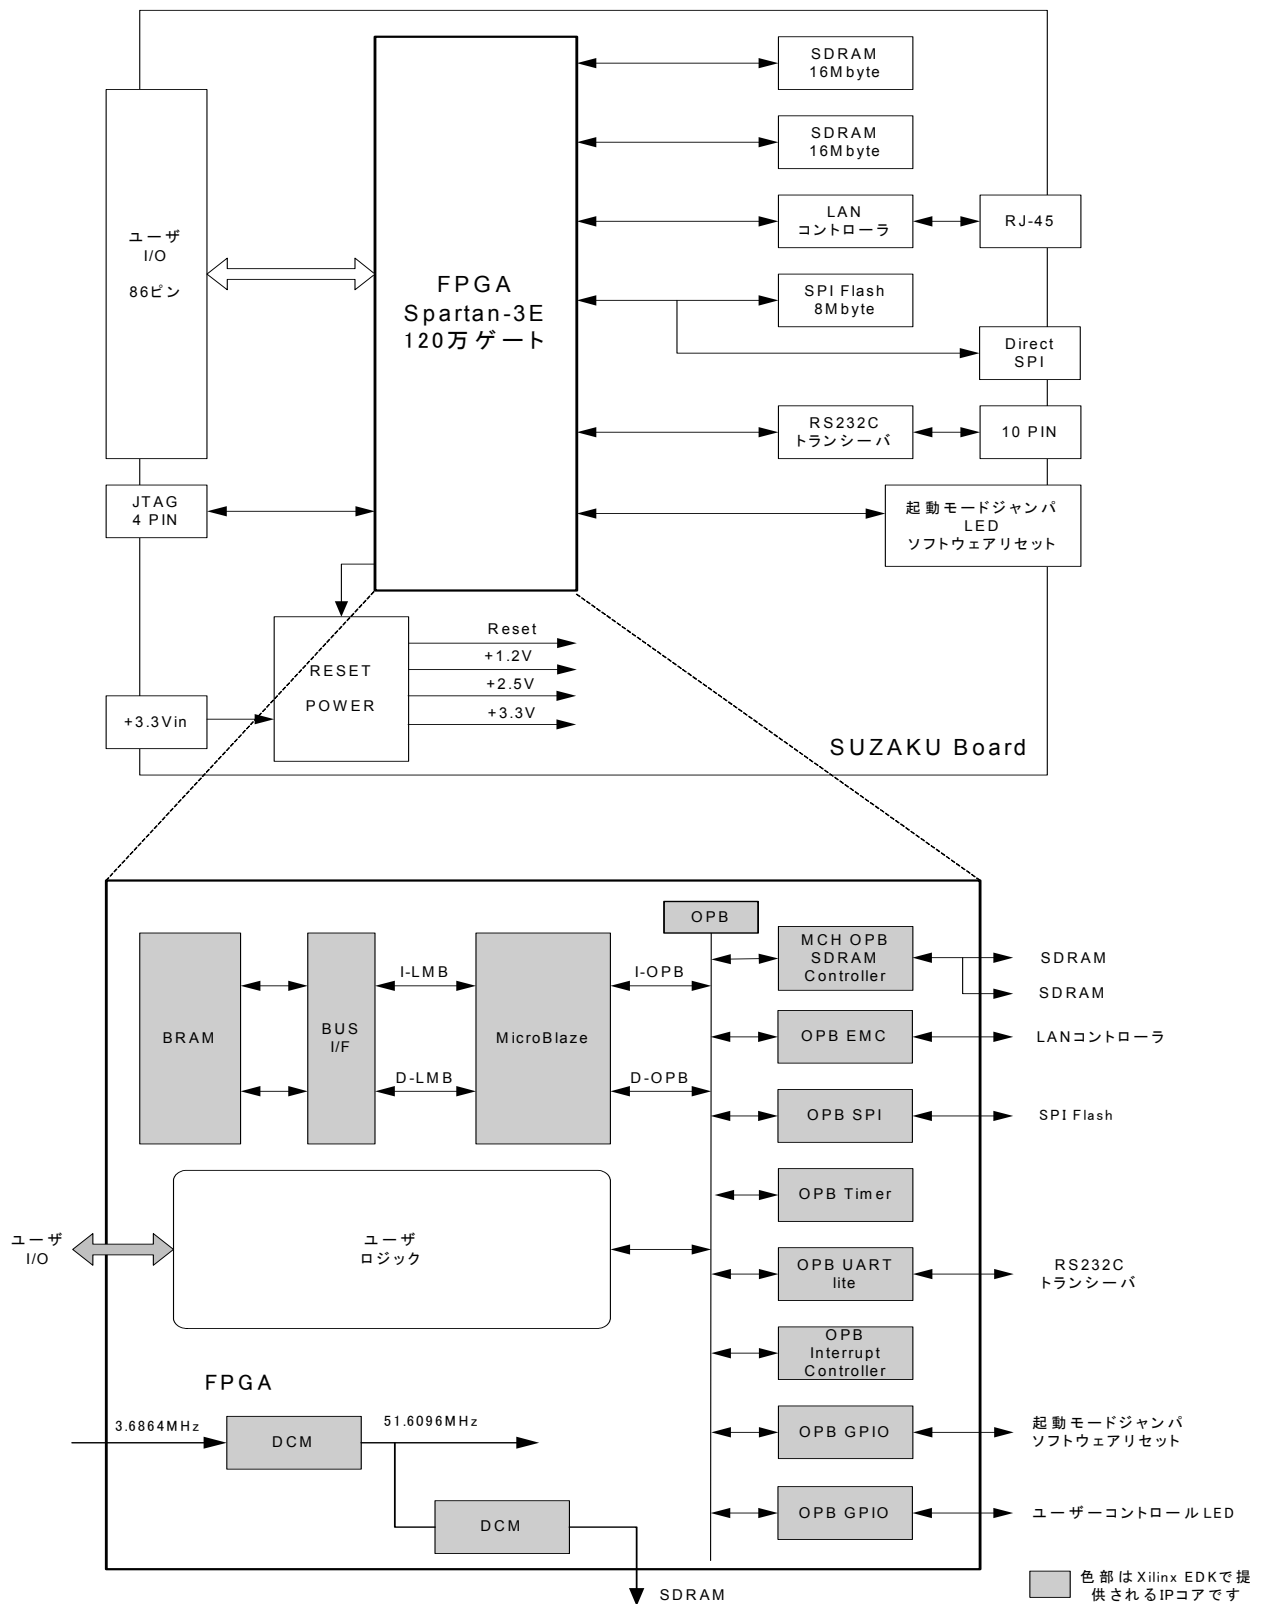 SDRAM
16Mbyte
SDRAM
16Mbyte
LAN
コントローラ
RJ-45
ユーザ
I/O
86ピン
FPGA
Spartan-3E
120万ゲート
SPI Flash
8Mbyte
Direct
SPI
RS232C
トランシーバ
10 PIN
JTAG
4 PIN
起動モードジャンパ
LED
ソフトウェアリセット
RESET
POWER
Reset
+1.2V
+2.5V
+3.3V
+3.3Vin
SUZAKU Board
OPB
BRAM
BUS
I/F
I-LMB
D-LMB
MicroBlaze
I-OPB
D-OPB
MCH OPB
SDRAM
Controller
SDRAM
SDRAM
OPB EMC
LANコントローラ
OPB SPI
SPI Flash
OPB Timer
ユーザ
I/O
ユーザ
ロジック
OPB UART
lite
RS232C
トランシーバ
OPB
Interrupt
Controller
FPGA
3.6864MHz
DCM
51.6096MHz
OPB GPIO
起動モードジャンパ
ソフトウェアリセット
DCM
OPB GPIO
ユーザーコントロールLED
SDRAM
色部はXilinx EDKで提
供されるIPコアです